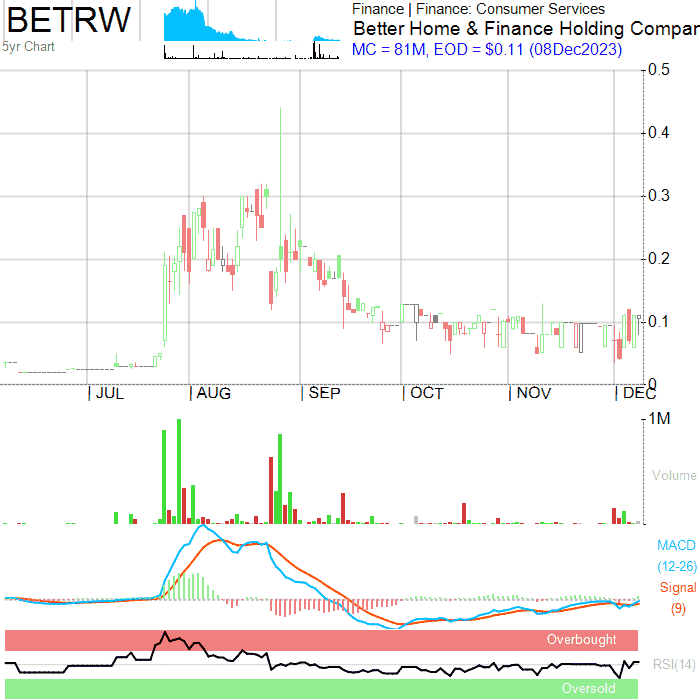 BETRW
5yr Chart
Finance | Finance: Consumer Services
Better Home & Finance Holding Compan
MC = 81M, EOD = $0.11 (08Dec2023)
0.5
0.4
0.3
0.2
0.1
0
JUL AUG SEP OCT NOV DEC
1M
Volume
MACD
(12-26)
Signal
(9)
Overbought
RSI(14)
Oversold